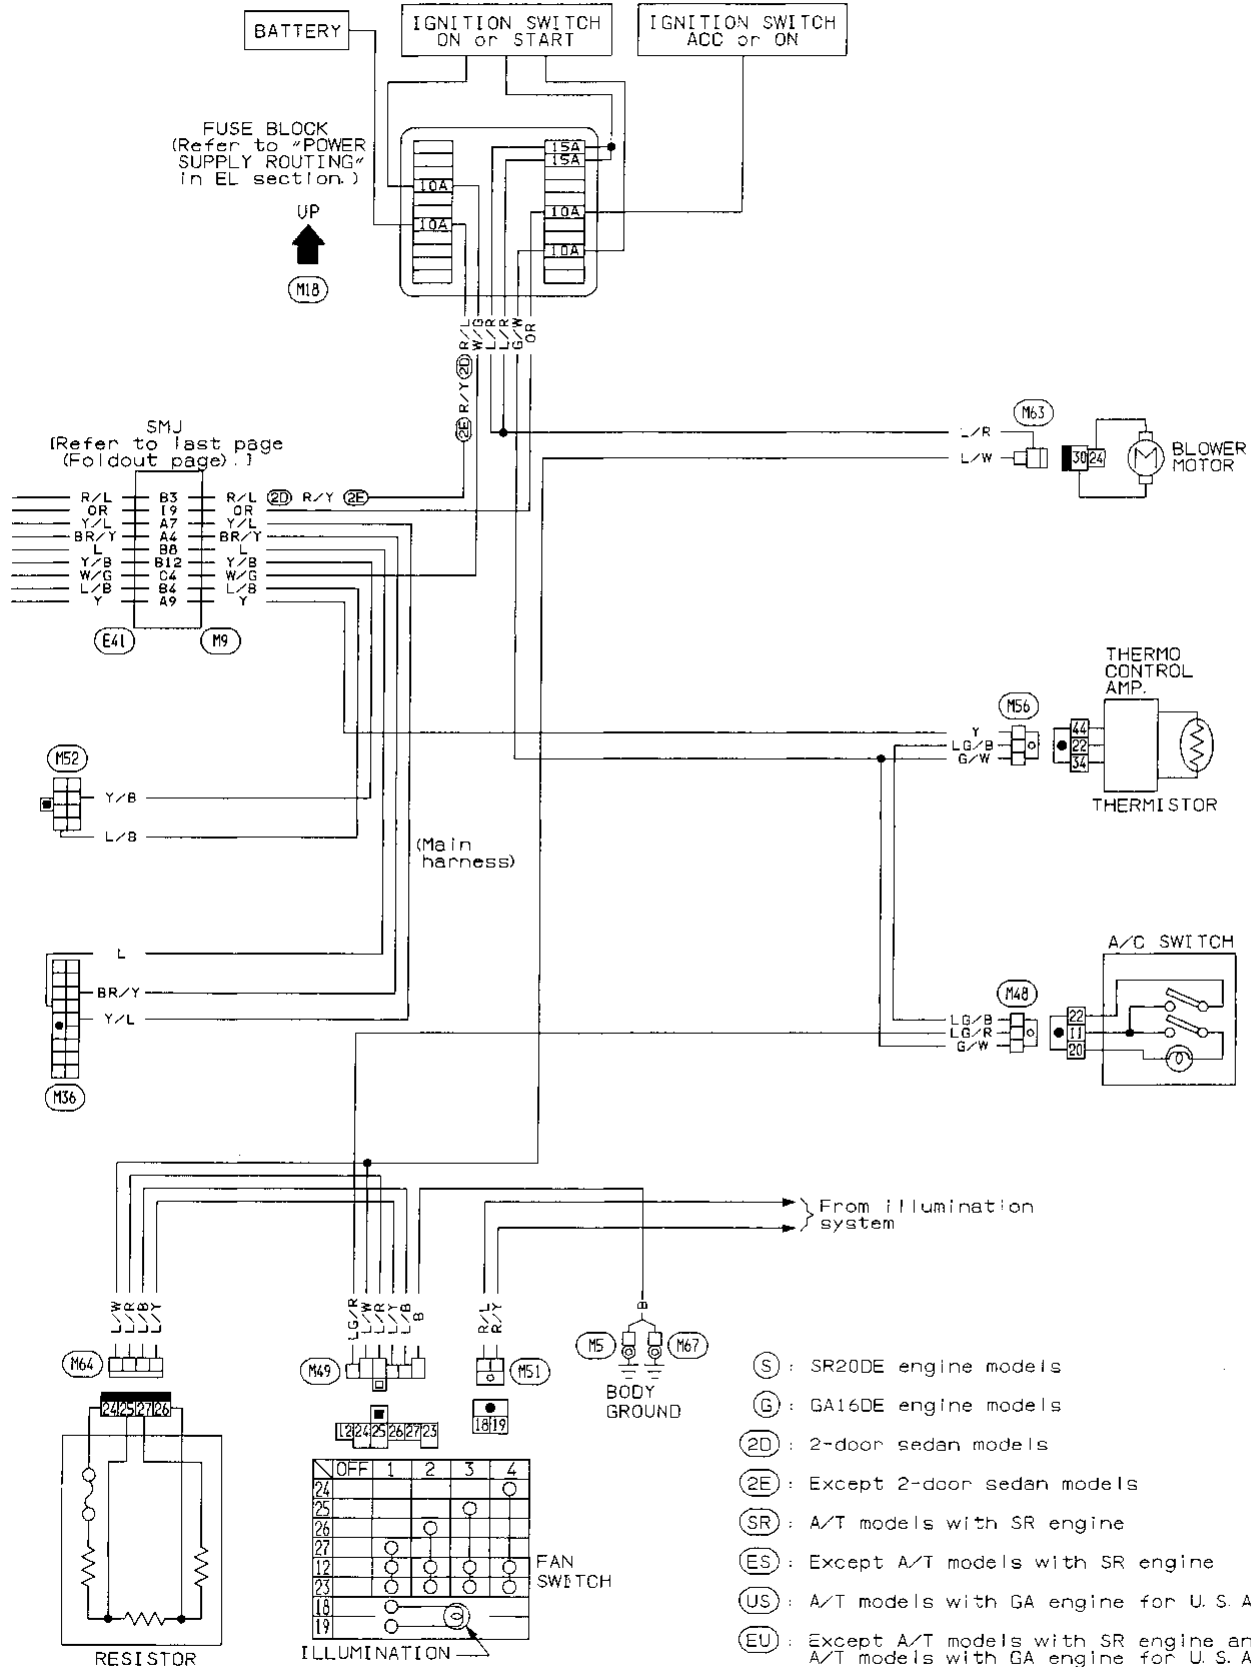 BATTERY
IGNITION SWITCH
ON or START
IGNITION SWITCH
ACC or ON
FUSE BLOCK
(Refer to "POWER
SUPPLY ROUTING"
in EL section.)
UP
M18
15A
15A
10A
10A
10A
10A
R/L
W/G
L/R
L/R
G/W
OR
2D
R/Y
2E
SMJ
[Refer to last page
(Foldout page).]
R/L B3 R/L 2D R/Y 2E
OR I9 OR
Y/L A7 Y/L
BR/Y A4 BR/Y
L B8 L
Y/B B12 Y/B
W/G C4 W/G
L/B B4 L/B
Y A9 Y
E41
M9
M63
L/R
L/W
30 24
M
BLOWER
MOTOR
THERMO
CONTROL
AMP.
M56
Y
LG/B
G/W
44
22
34
THERMISTOR
M52
Y/B
L/B
(Main
harness)
L
BR/Y
Y/L
M36
A/C SWITCH
M48
LG/B
LG/R
G/W
22
11
20
From illumination
system
L/W
L/R
L/B
L/Y
M64
24 25 27 26
RESISTOR
LG/R
L/W
L/R
L/Y
L/B
B
M49
12 24 25 26 27 23
R/L
R/Y
M51
18 19
B
M5
M67
BODY
GROUND
OFF 1 2 3 4
24
25
26
27
12
23
18
19
FAN
SWITCH
ILLUMINATION
S : SR20DE engine models
G : GA16DE engine models
2D : 2-door sedan models
2E : Except 2-door sedan models
SR : A/T models with SR engine
ES : Except A/T models with SR engine
US : A/T models with GA engine for U.S.A
EU : Except A/T models with SR engine an
A/T models with GA engine for U.S.A